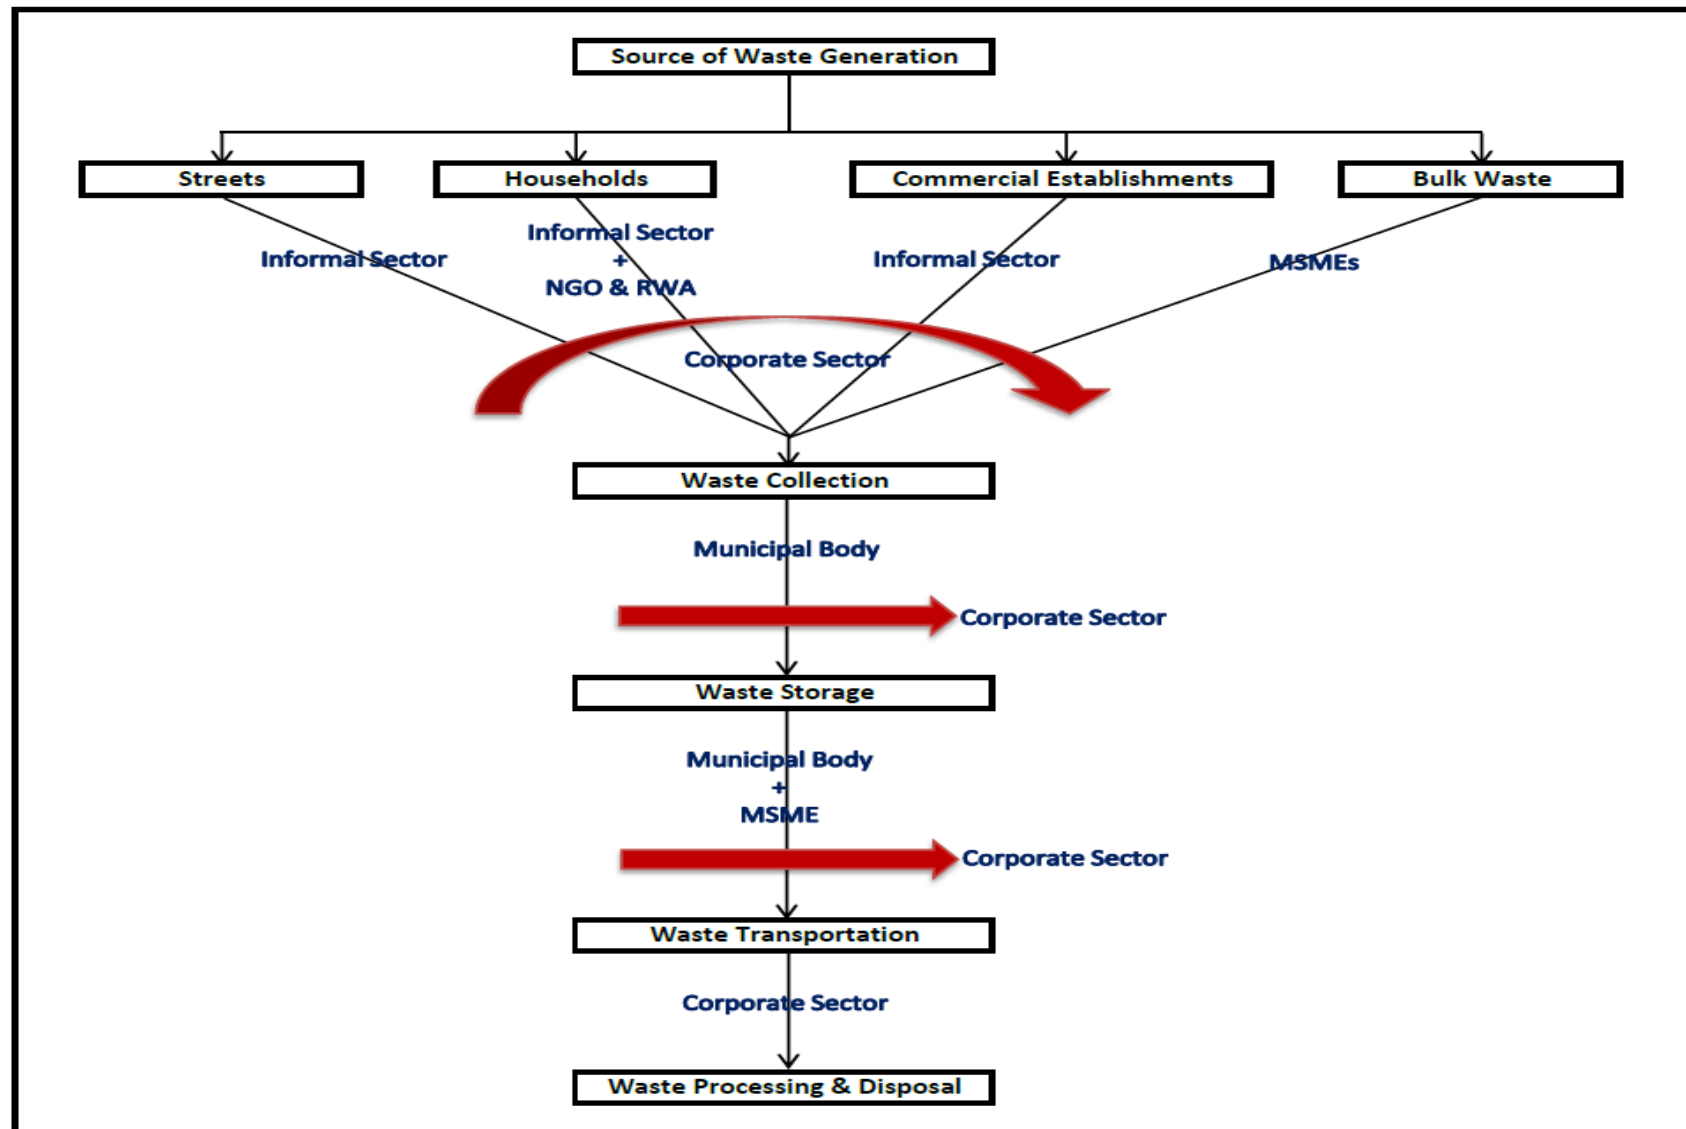 Source of Waste Generation
Streets
Households
Commercial Establishments
Bulk Waste
Informal Sector
Informal Sector
+
NGO & RWA
Informal Sector
MSMEs
Corporate Sector
Waste Collection
Municipal Body
Corporate Sector
Waste Storage
Municipal Body
+
MSME
Corporate Sector
Waste Transportation
Corporate Sector
Waste Processing & Disposal